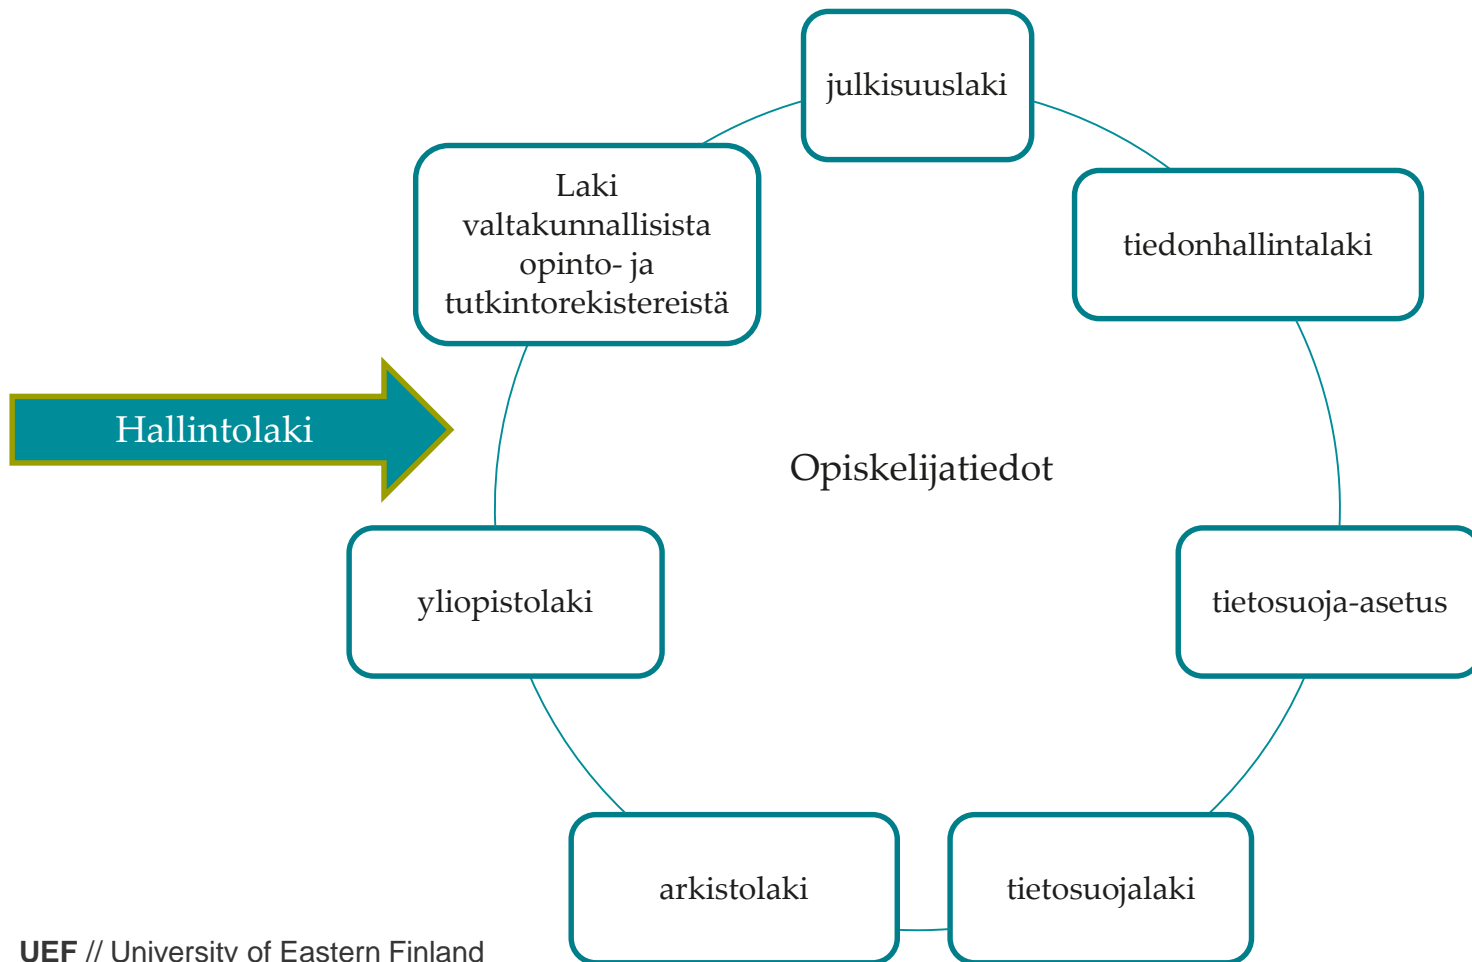 julkisuuslaki
Laki
valtakunnallisista
opinto- ja
tutkintorekistereistä
tiedonhallintalaki
Hallintolaki
Opiskelijatiedot
yliopistolaki
tietosuoja-asetus
arkistolaki
tietosuojalaki
UEF // University of Eastern Finland